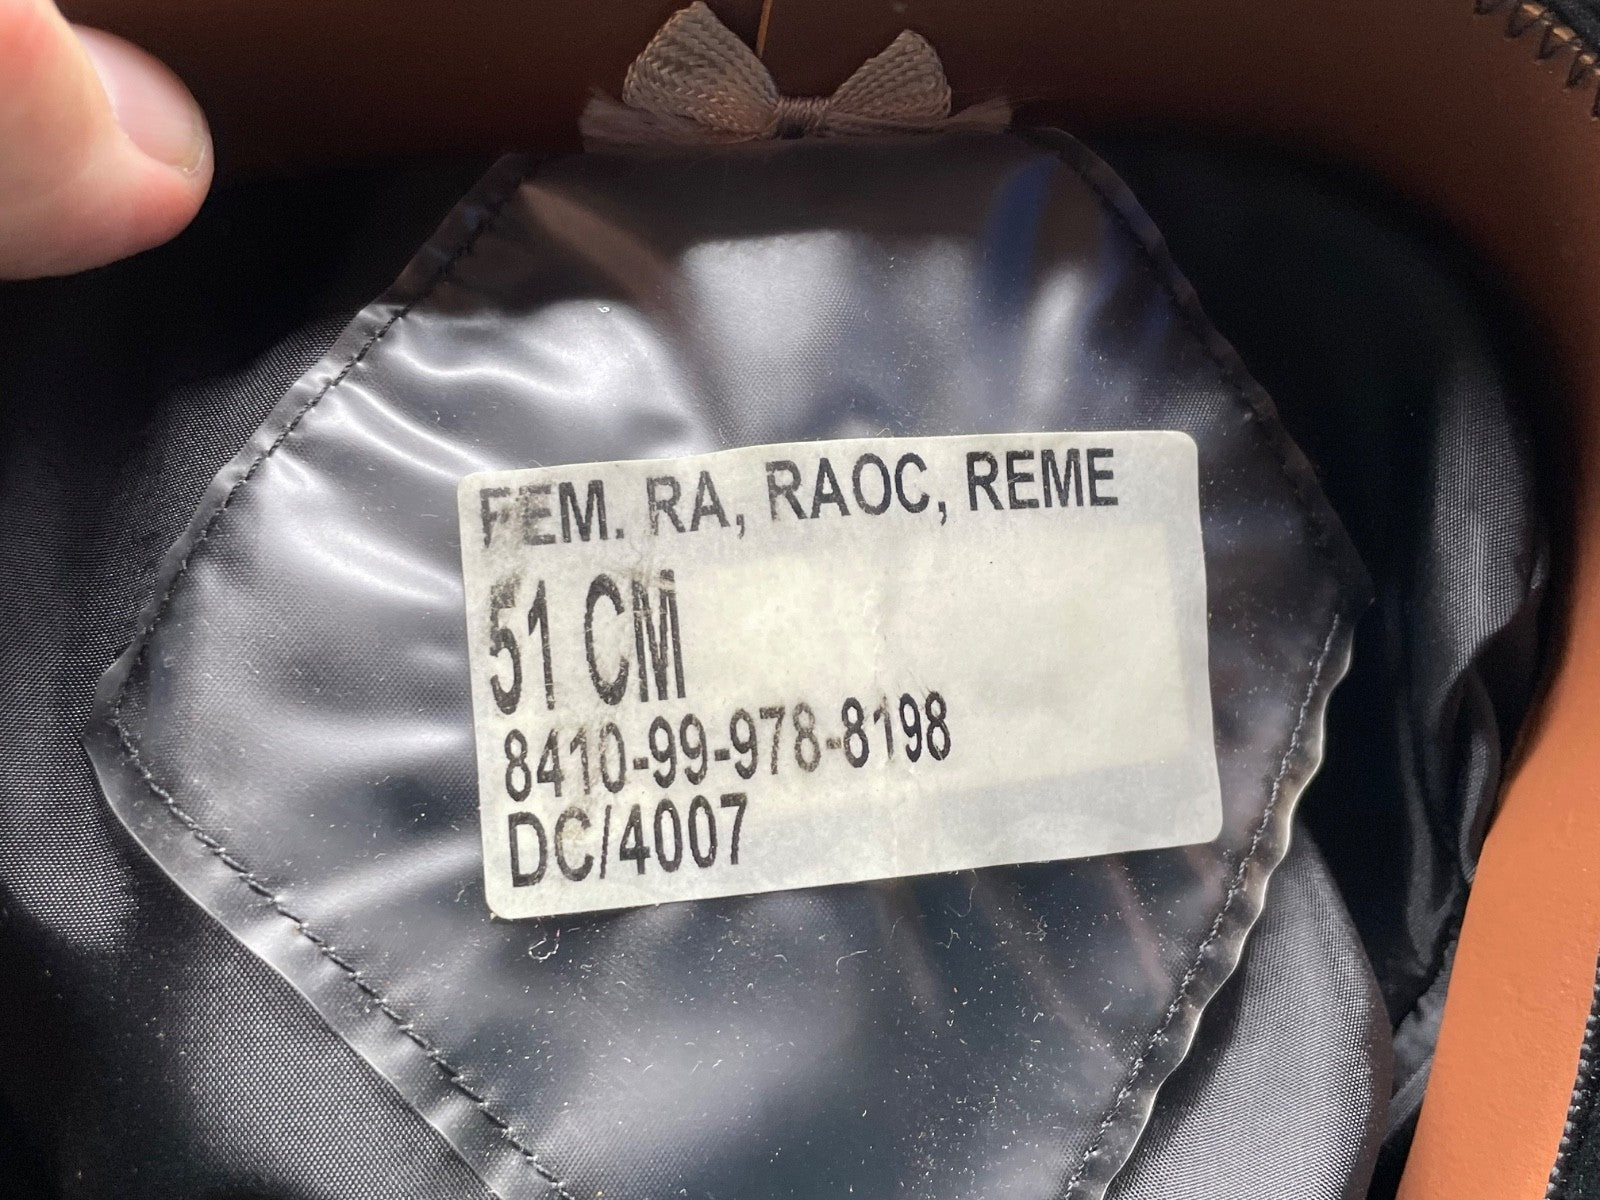 FEM. RA, RAOC, REME
51 CM
8410-99-978-8198
DC/4007